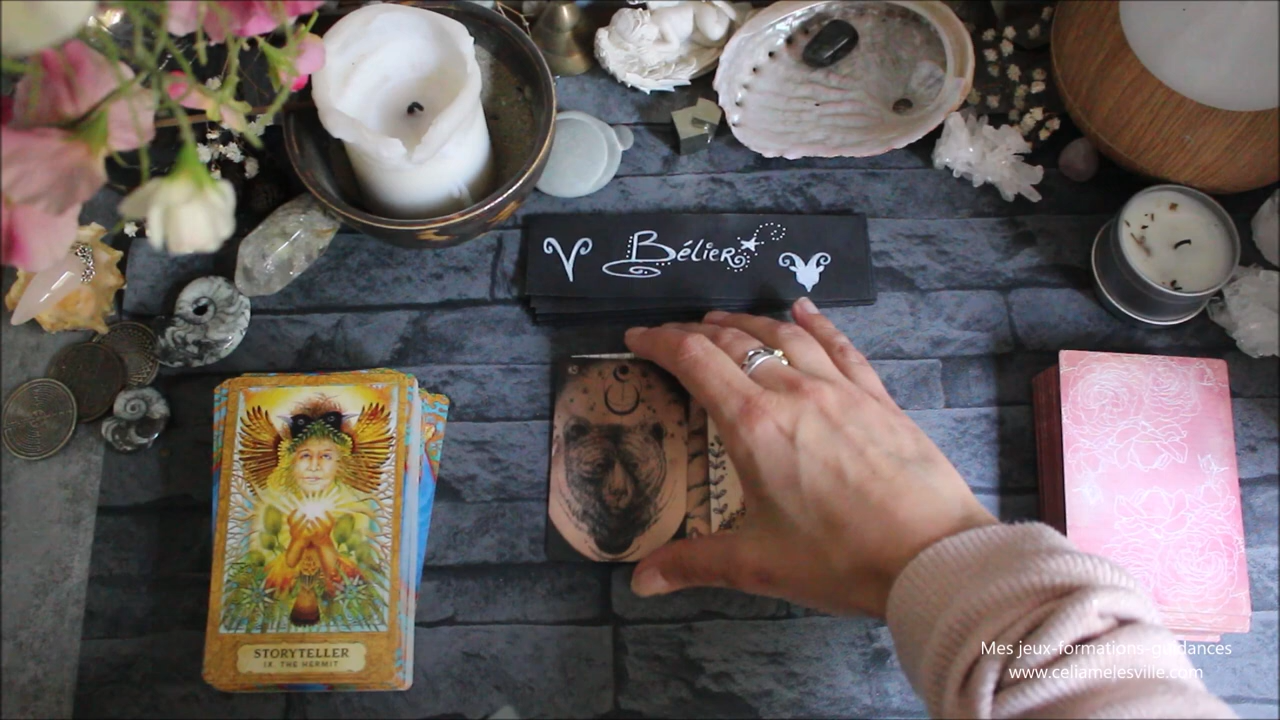 Bélier
STORYTELLER
IX. THE HERMIT
Mes jeux-formations-guidances
www.celiamelesville.com